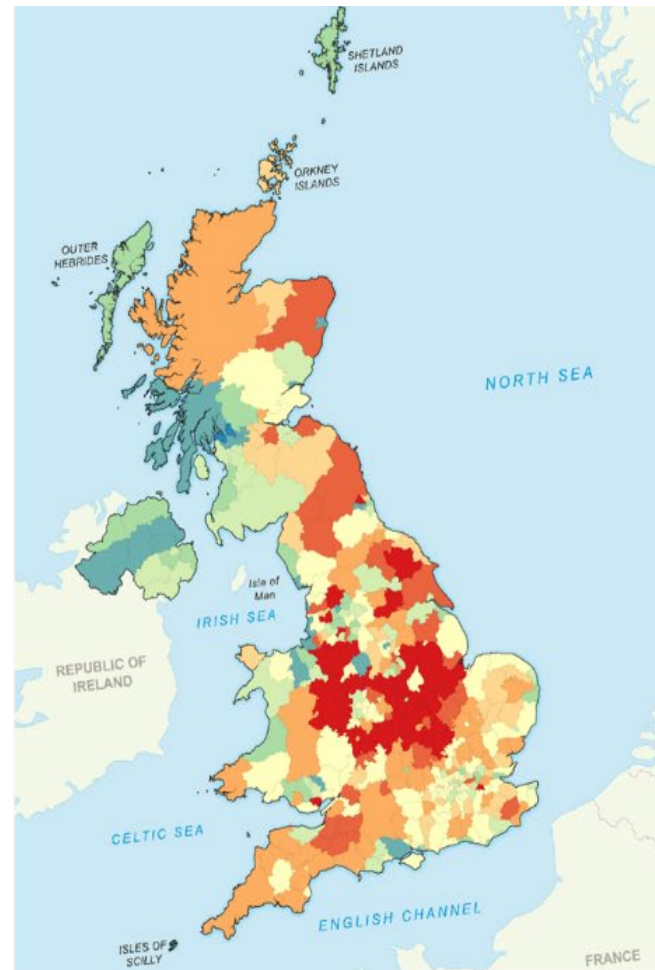 SHETLAND
ISLANDS
ORKNEY
ISLANDS
OUTER
HEBRIDES
NORTH SEA
Isle of
Man
IRISH SEA
REPUBLIC OF
IRELAND
CELTIC SEA
ENGLISH CHANNEL
ISLES OF
SCILLY
FRANCE